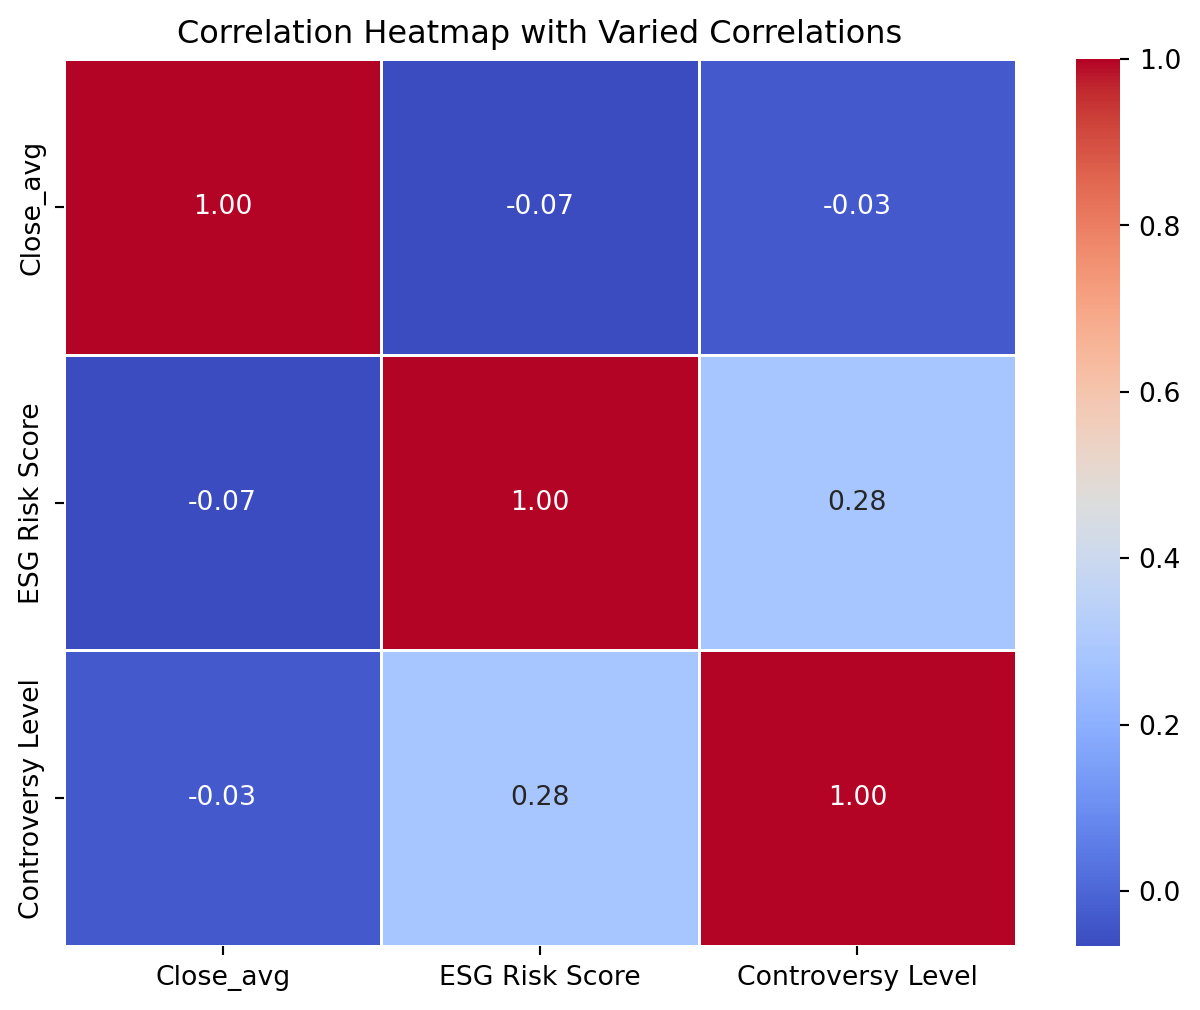 Correlation Heatmap with Varied Correlations
Close_avg
1.00
-0.07
-0.03
ESG Risk Score
-0.07
1.00
0.28
Controversy Level
-0.03
0.28
1.00
Close_avg
ESG Risk Score
Controversy Level
1.0
0.8
0.6
0.4
0.2
0.0